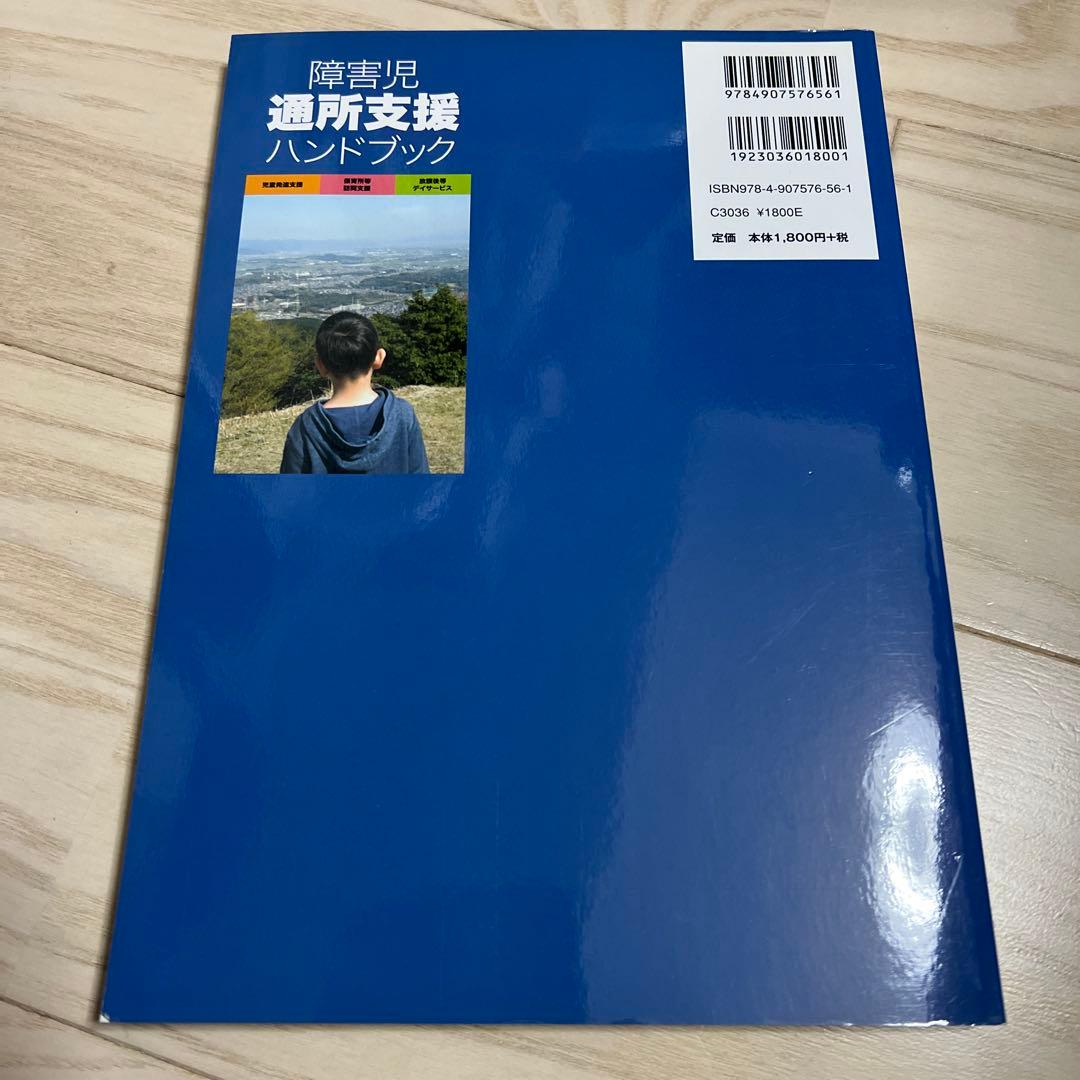 障害児
通所支援
ハンドブック
児童発達支援
保育所等
訪問支援
放課後等
デイサービス
9784907576561
1923036018001
ISBN978-4-907576-56-1
C3036 ¥1800E
定価 本体1,800円+税